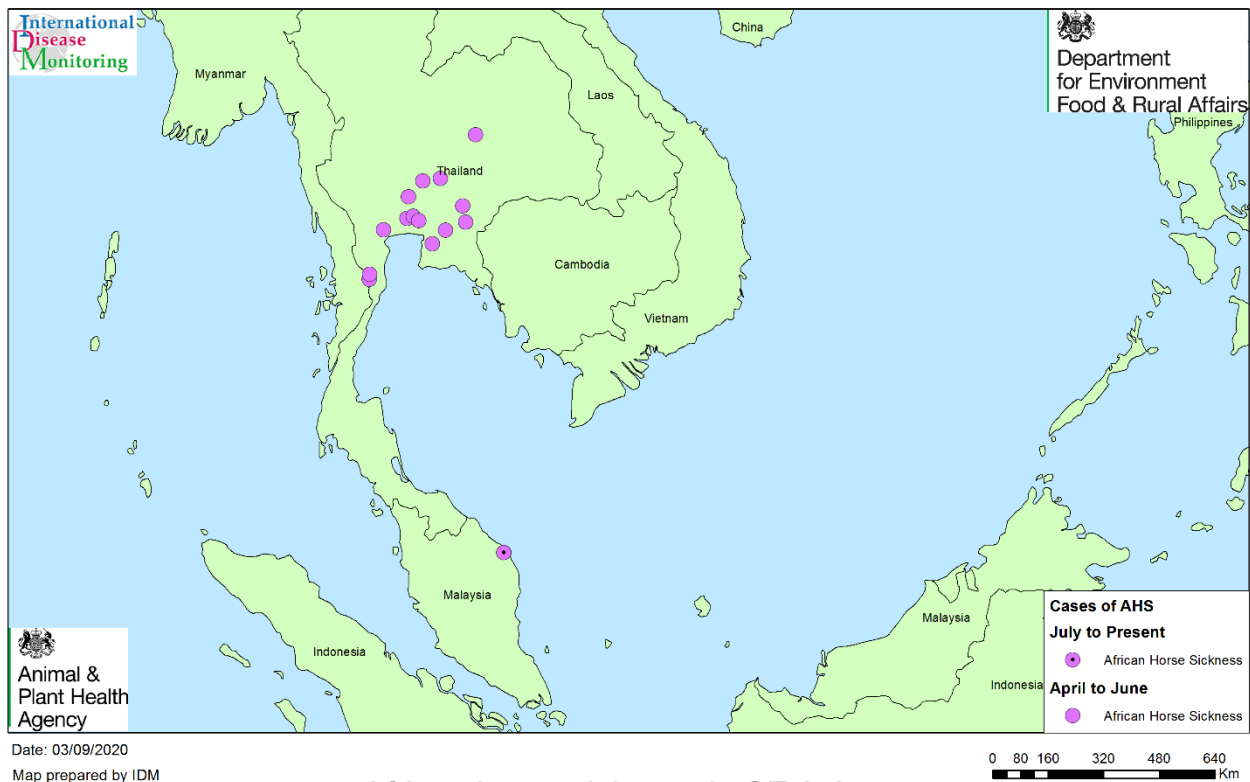 International
Disease
Monitoring
Department
for Environment
Food & Rural Affairs
China
Myanmar
Laos
Philippines
Thailand
Cambodia
Vietnam
Malaysia
Malaysia
Indonesia
Indonesia
Cases of AHS
July to Present
African Horse Sickness
April to June
African Horse Sickness
Animal &
Plant Health
Agency
Date: 03/09/2020
Map prepared by IDM
0 80 160 320 480 640
Km